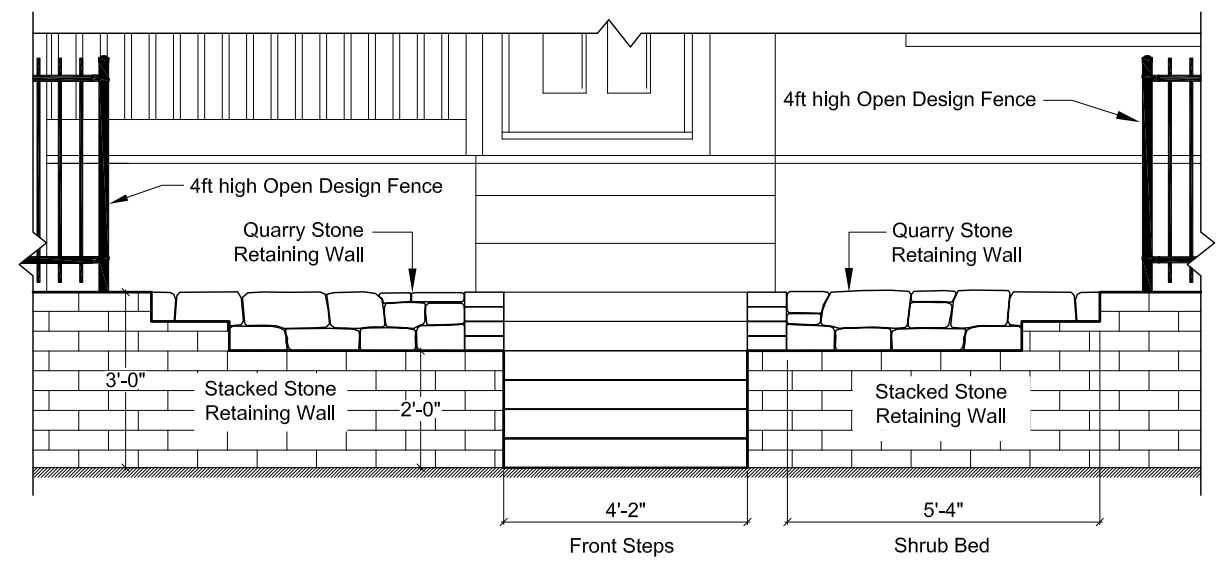 4ft high Open Design Fence
4ft high Open Design Fence
Quarry Stone
Retaining Wall
Quarry Stone
Retaining Wall
3'-0"
Stacked Stone
Retaining Wall
2'-0"
Stacked Stone
Retaining Wall
4'-2"
5'-4"
Front Steps
Shrub Bed